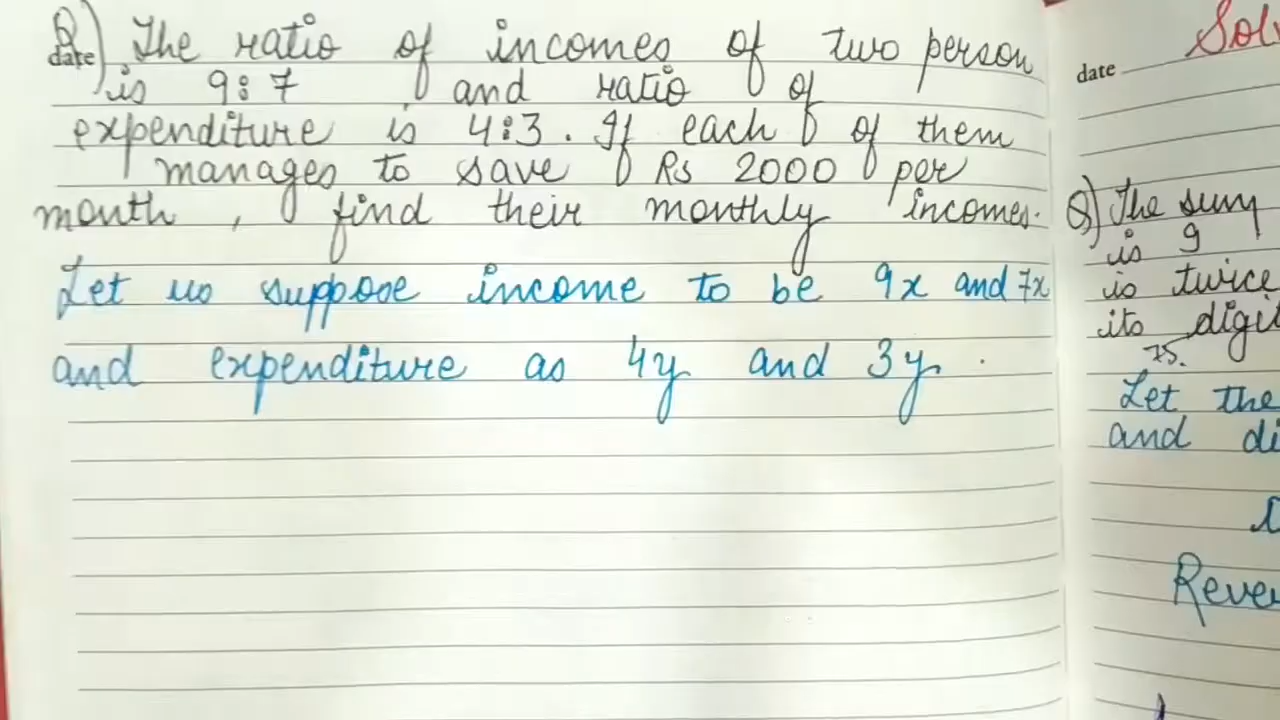 Q) The ratio of incomes of two person
date
is 9:7 and ratio of
expenditure is 4:3. If each of them
manages to save Rs 2000 per
month, find their monthly incomes.
Let us suppose income to be 9x and 7x
and expenditure as 4y and 3y.
date
Q) The sum
is 9
is twice
its digit
75.
Let the
and di
Reve